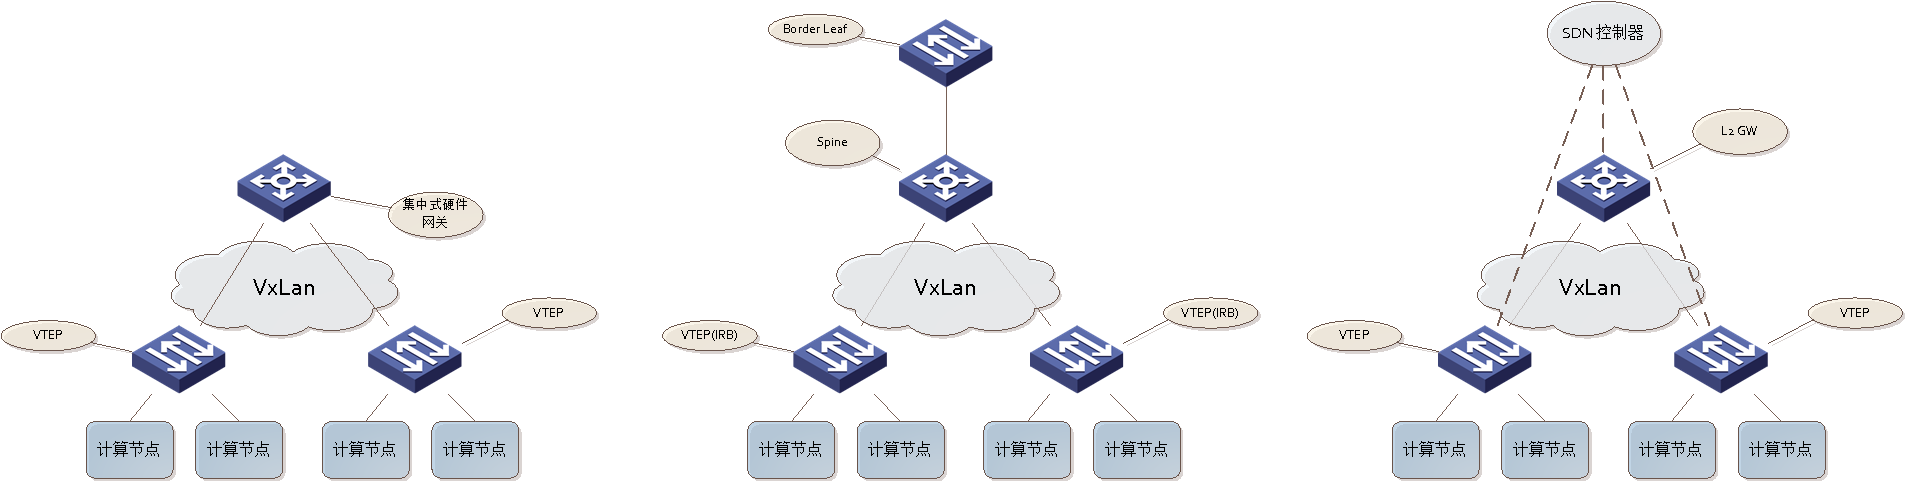 集中式硬件
网关
VxLan
VTEP
VTEP
计算节点
计算节点
计算节点
计算节点
Border Leaf
Spine
VxLan
VTEP(IRB)
VTEP(IRB)
计算节点
计算节点
计算节点
计算节点
SDN 控制器
L2 GW
VxLan
VTEP
VTEP
计算节点
计算节点
计算节点
计算节点